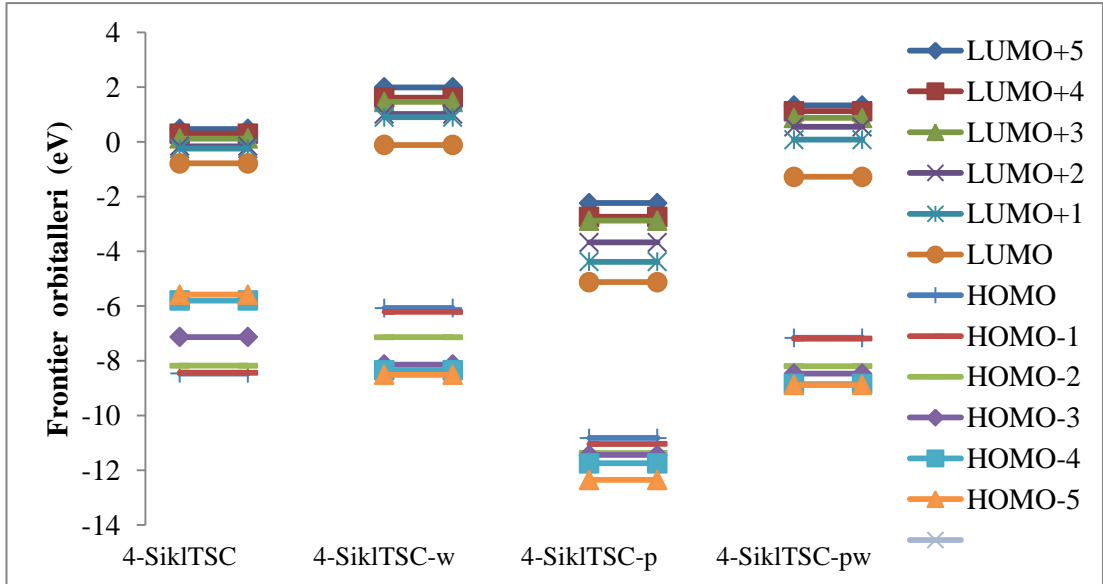 Frontier orbitalleri (eV)
4
2
0
-2
-4
-6
-8
-10
-12
-14
4-SiklTSC
4-SiklTSC-w
4-SiklTSC-p
4-SiklTSC-pw
LUMO+5
LUMO+4
LUMO+3
LUMO+2
LUMO+1
LUMO
HOMO
HOMO-1
HOMO-2
HOMO-3
HOMO-4
HOMO-5